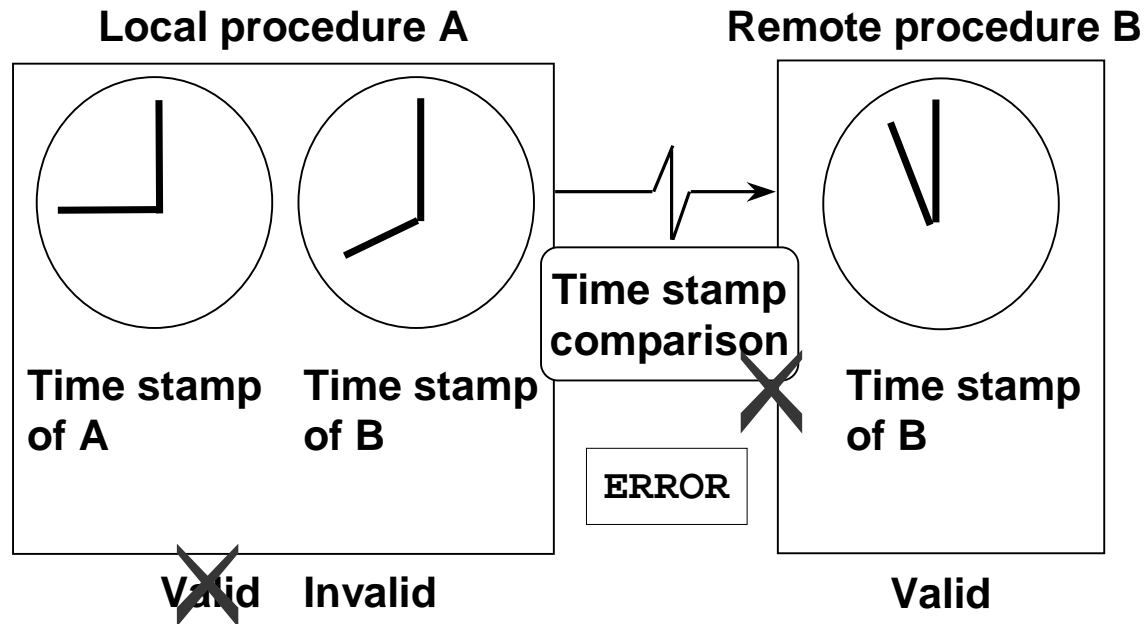 Local procedure A
Remote procedure B
Time stamp
comparison
Time stamp
of A
Time stamp
of B
Time stamp
of B
ERROR
Valid
Invalid
Valid